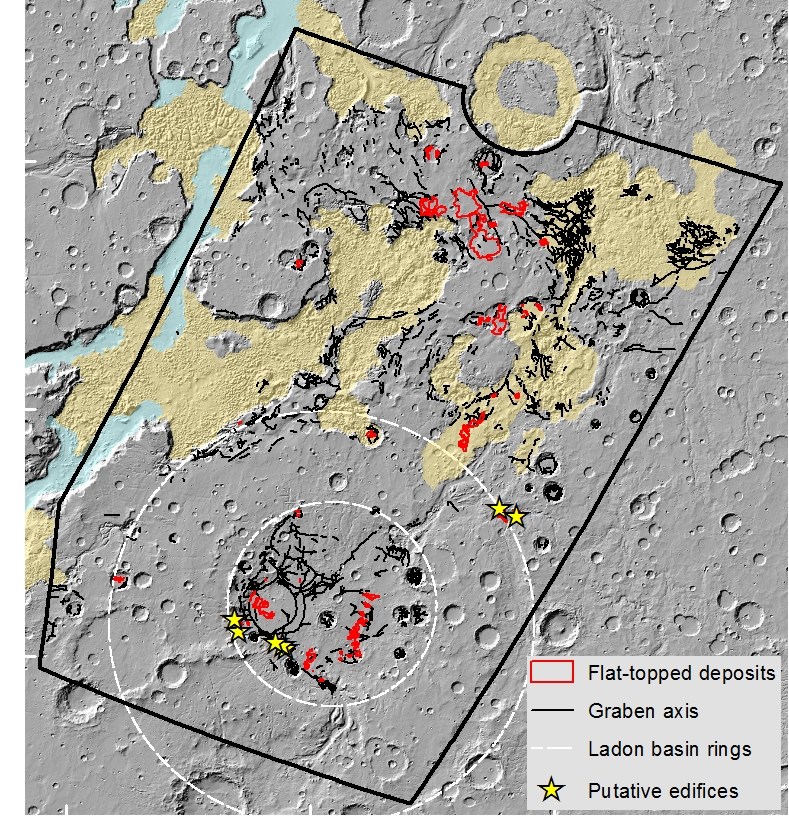 Flat-topped deposits
Graben axis
Ladon basin rings
Putative edifices